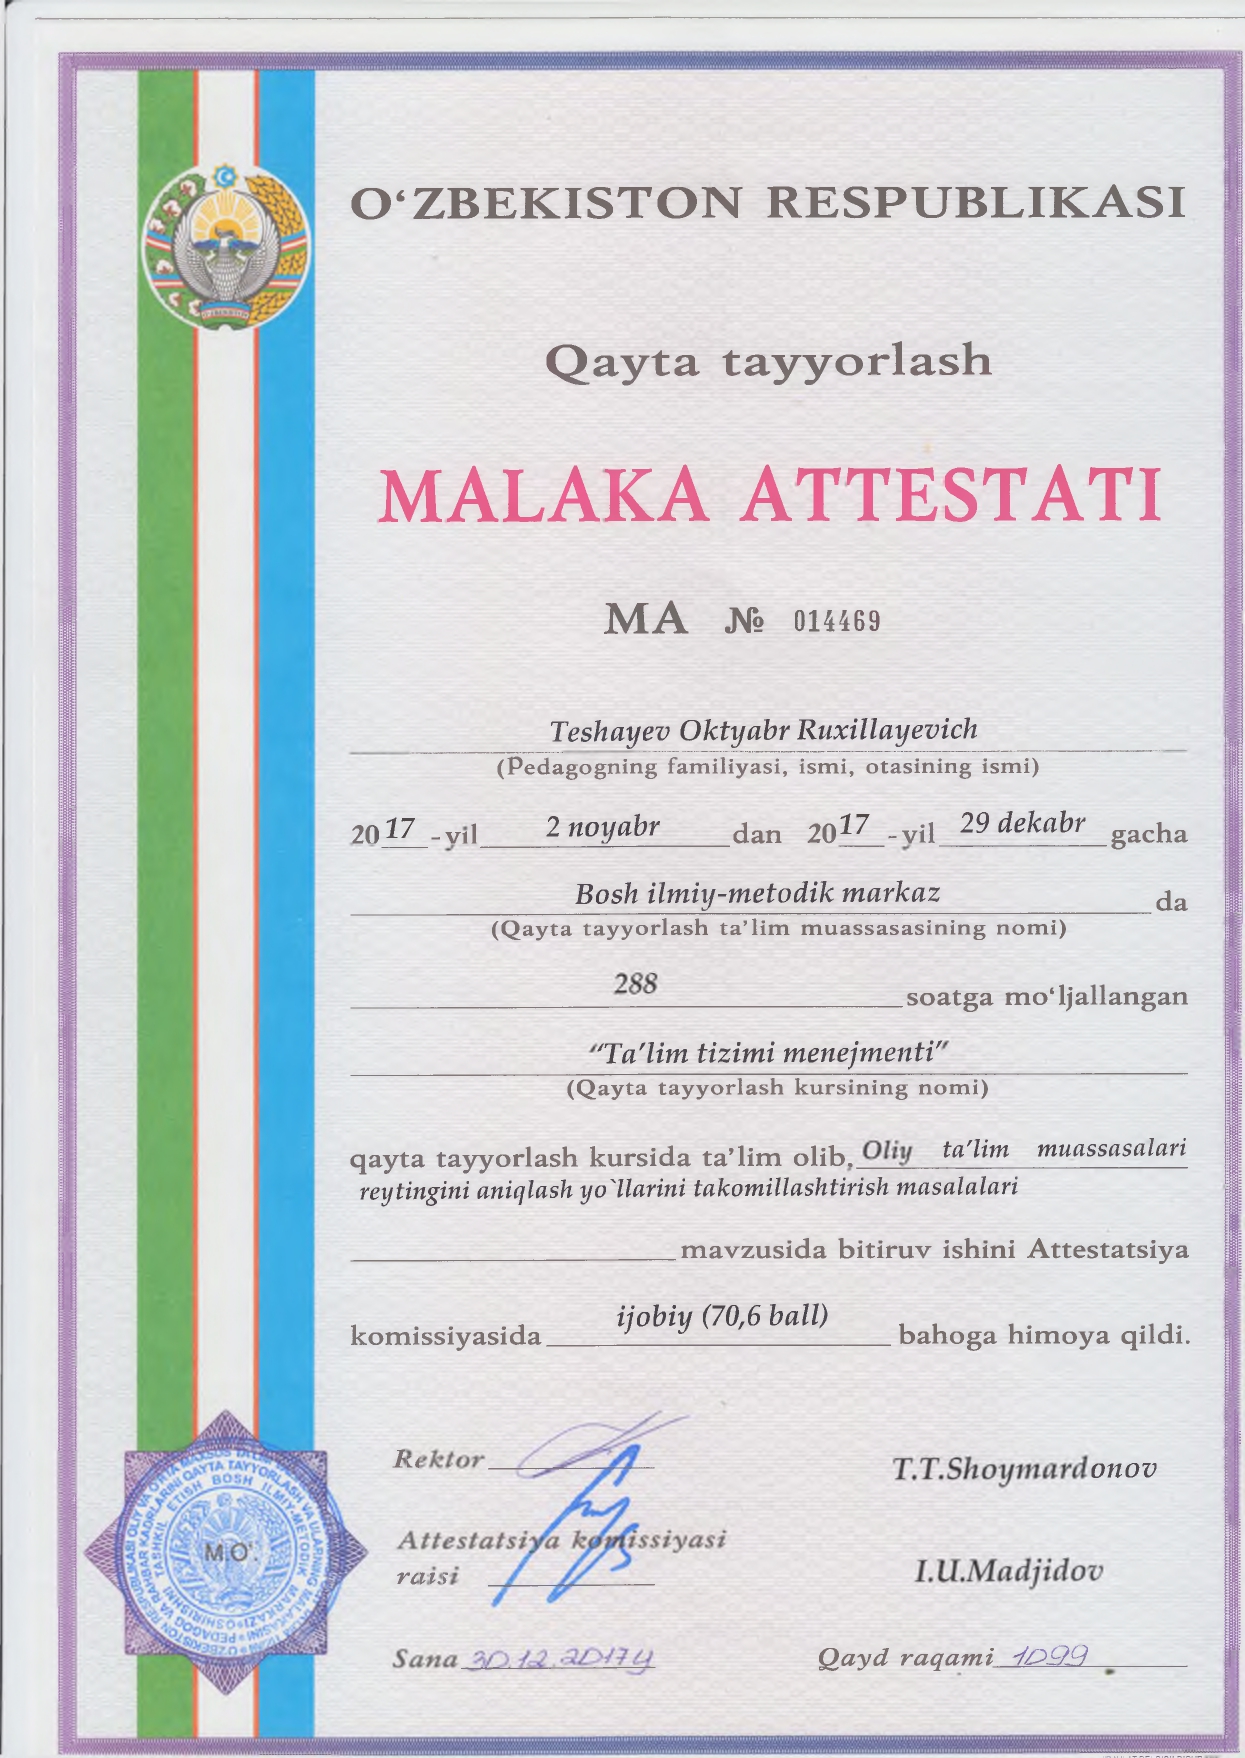 O‘ZBEKISTON RESPUBLIKASI
Qayta tayyorlash
MALAKA ATTESTATI
MA № 014469
Teshayev Oktyabr Ruxillayevich
(Pedagogning familiyasi, ismi, otasining ismi)
2017 -yil 2 noyabr dan 2017 -yil 29 dekabr gacha
Bosh ilmiy-metodik markaz da
(Qayta tayyorlash ta’lim muassasasining nomi)
288 soatga mo‘ljallangan
“Ta’lim tizimi menejmenti”
(Qayta tayyorlash kursining nomi)
qayta tayyorlash kursida ta’lim olib, Oliy ta’lim muassasalari
reytingini aniqlash yo`llarini takomillashtirish masalalari
mavzusida bitiruv ishini Attestatsiya
komissiyasida ijobiy (70,6 ball) bahoga himoya qildi.
Rektor T.T.Shoymardonov
Attestatsiya komissiyasi
raisi I.U.Madjidov
M.O‘.
Sana 30.12.2017y Qayd raqami 1099